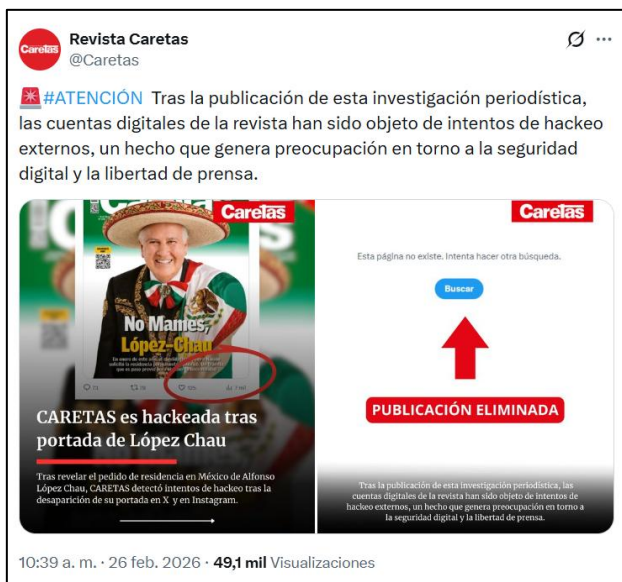 Caretas
Revista Caretas
@Caretas
🚨#ATENCIÓN Tras la publicación de esta investigación periodística,
las cuentas digitales de la revista han sido objeto de intentos de hackeo
externos, un hecho que genera preocupación en torno a la seguridad
digital y la libertad de prensa.
Caretas
No Mames,
López-Chau
CARETAS es hackeada tras
portada de López Chau
Tras revelar el pedido de residencia en México de Alfonso
López Chau, CARETAS detectó intentos de hackeo tras la
desaparición de su portada en X y en Instagram.
Caretas
Esta página no existe. Intenta hacer otra búsqueda.
Buscar
PUBLICACIÓN ELIMINADA
Tras la publicación de esta investigación periodística, las
cuentas digitales de la revista han sido objeto de intentos de
hackeo externos, un hecho que genera preocupación en torno a
la seguridad digital y la libertad de prensa.
10:39 a. m. · 26 feb. 2026 · 49,1 mil Visualizaciones